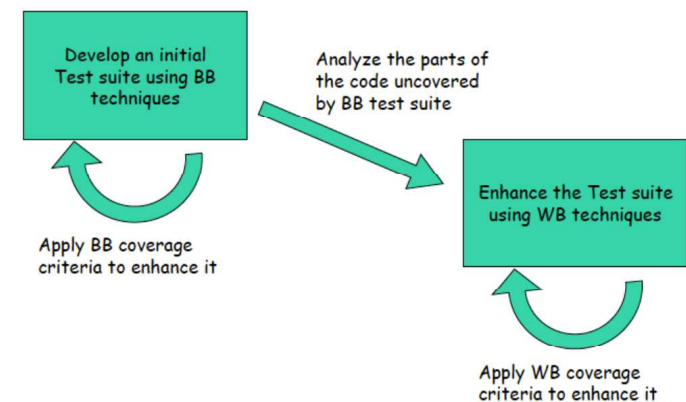 Develop an initial
Test suite using BB
techniques
Analyze the parts of
the code uncovered
by BB test suite
Enhance the Test suite
using WB techniques
Apply BB coverage
criteria to enhance it
Apply WB coverage
criteria to enhance it